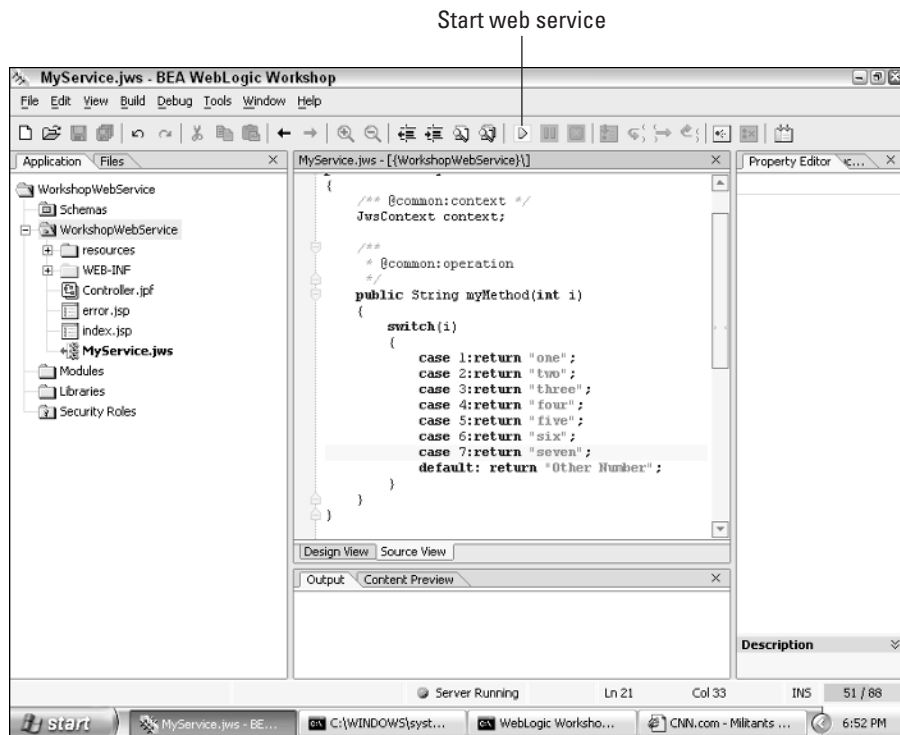 Start web service
MyService.jws - BEA WebLogic Workshop
File Edit View Build Debug Tools Window Help
Application Files
MyService.jws - [{WorkshopWebService}\]
Property Editor
WorkshopWebService
Schemas
WorkshopWebService
resources
WEB-INF
Controller.jpf
error.jsp
index.jsp
MyService.jws
Modules
Libraries
Security Roles
{
/** @common:context */
JwsContext context;
/**
* @common:operation
*/
public String myMethod(int i)
{
switch(i)
{
case 1:return "one";
case 2:return "two";
case 3:return "three";
case 4:return "four";
case 5:return "five";
case 6:return "six";
case 7:return "seven";
default: return "Other Number";
}
}
}
Design View Source View
Output Content Preview
Description
Server Running Ln 21 Col 33 INS 51 / 88
start MyService.jws - BE... C:\WINDOWS\syst... WebLogic Worksho... CNN.com - Militants ... 6:52 PM